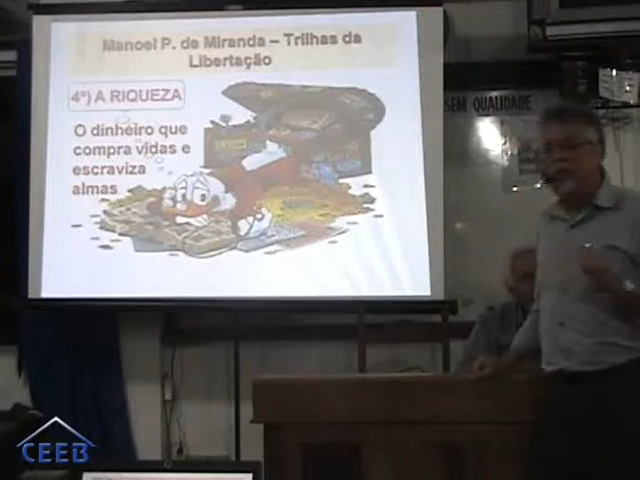 Manoel P. de Miranda – Trilhas da
Libertação
4º) A RIQUEZA
O dinheiro que
compra vidas e
escraviza
almas
SEM QUALIDADE
CEEB